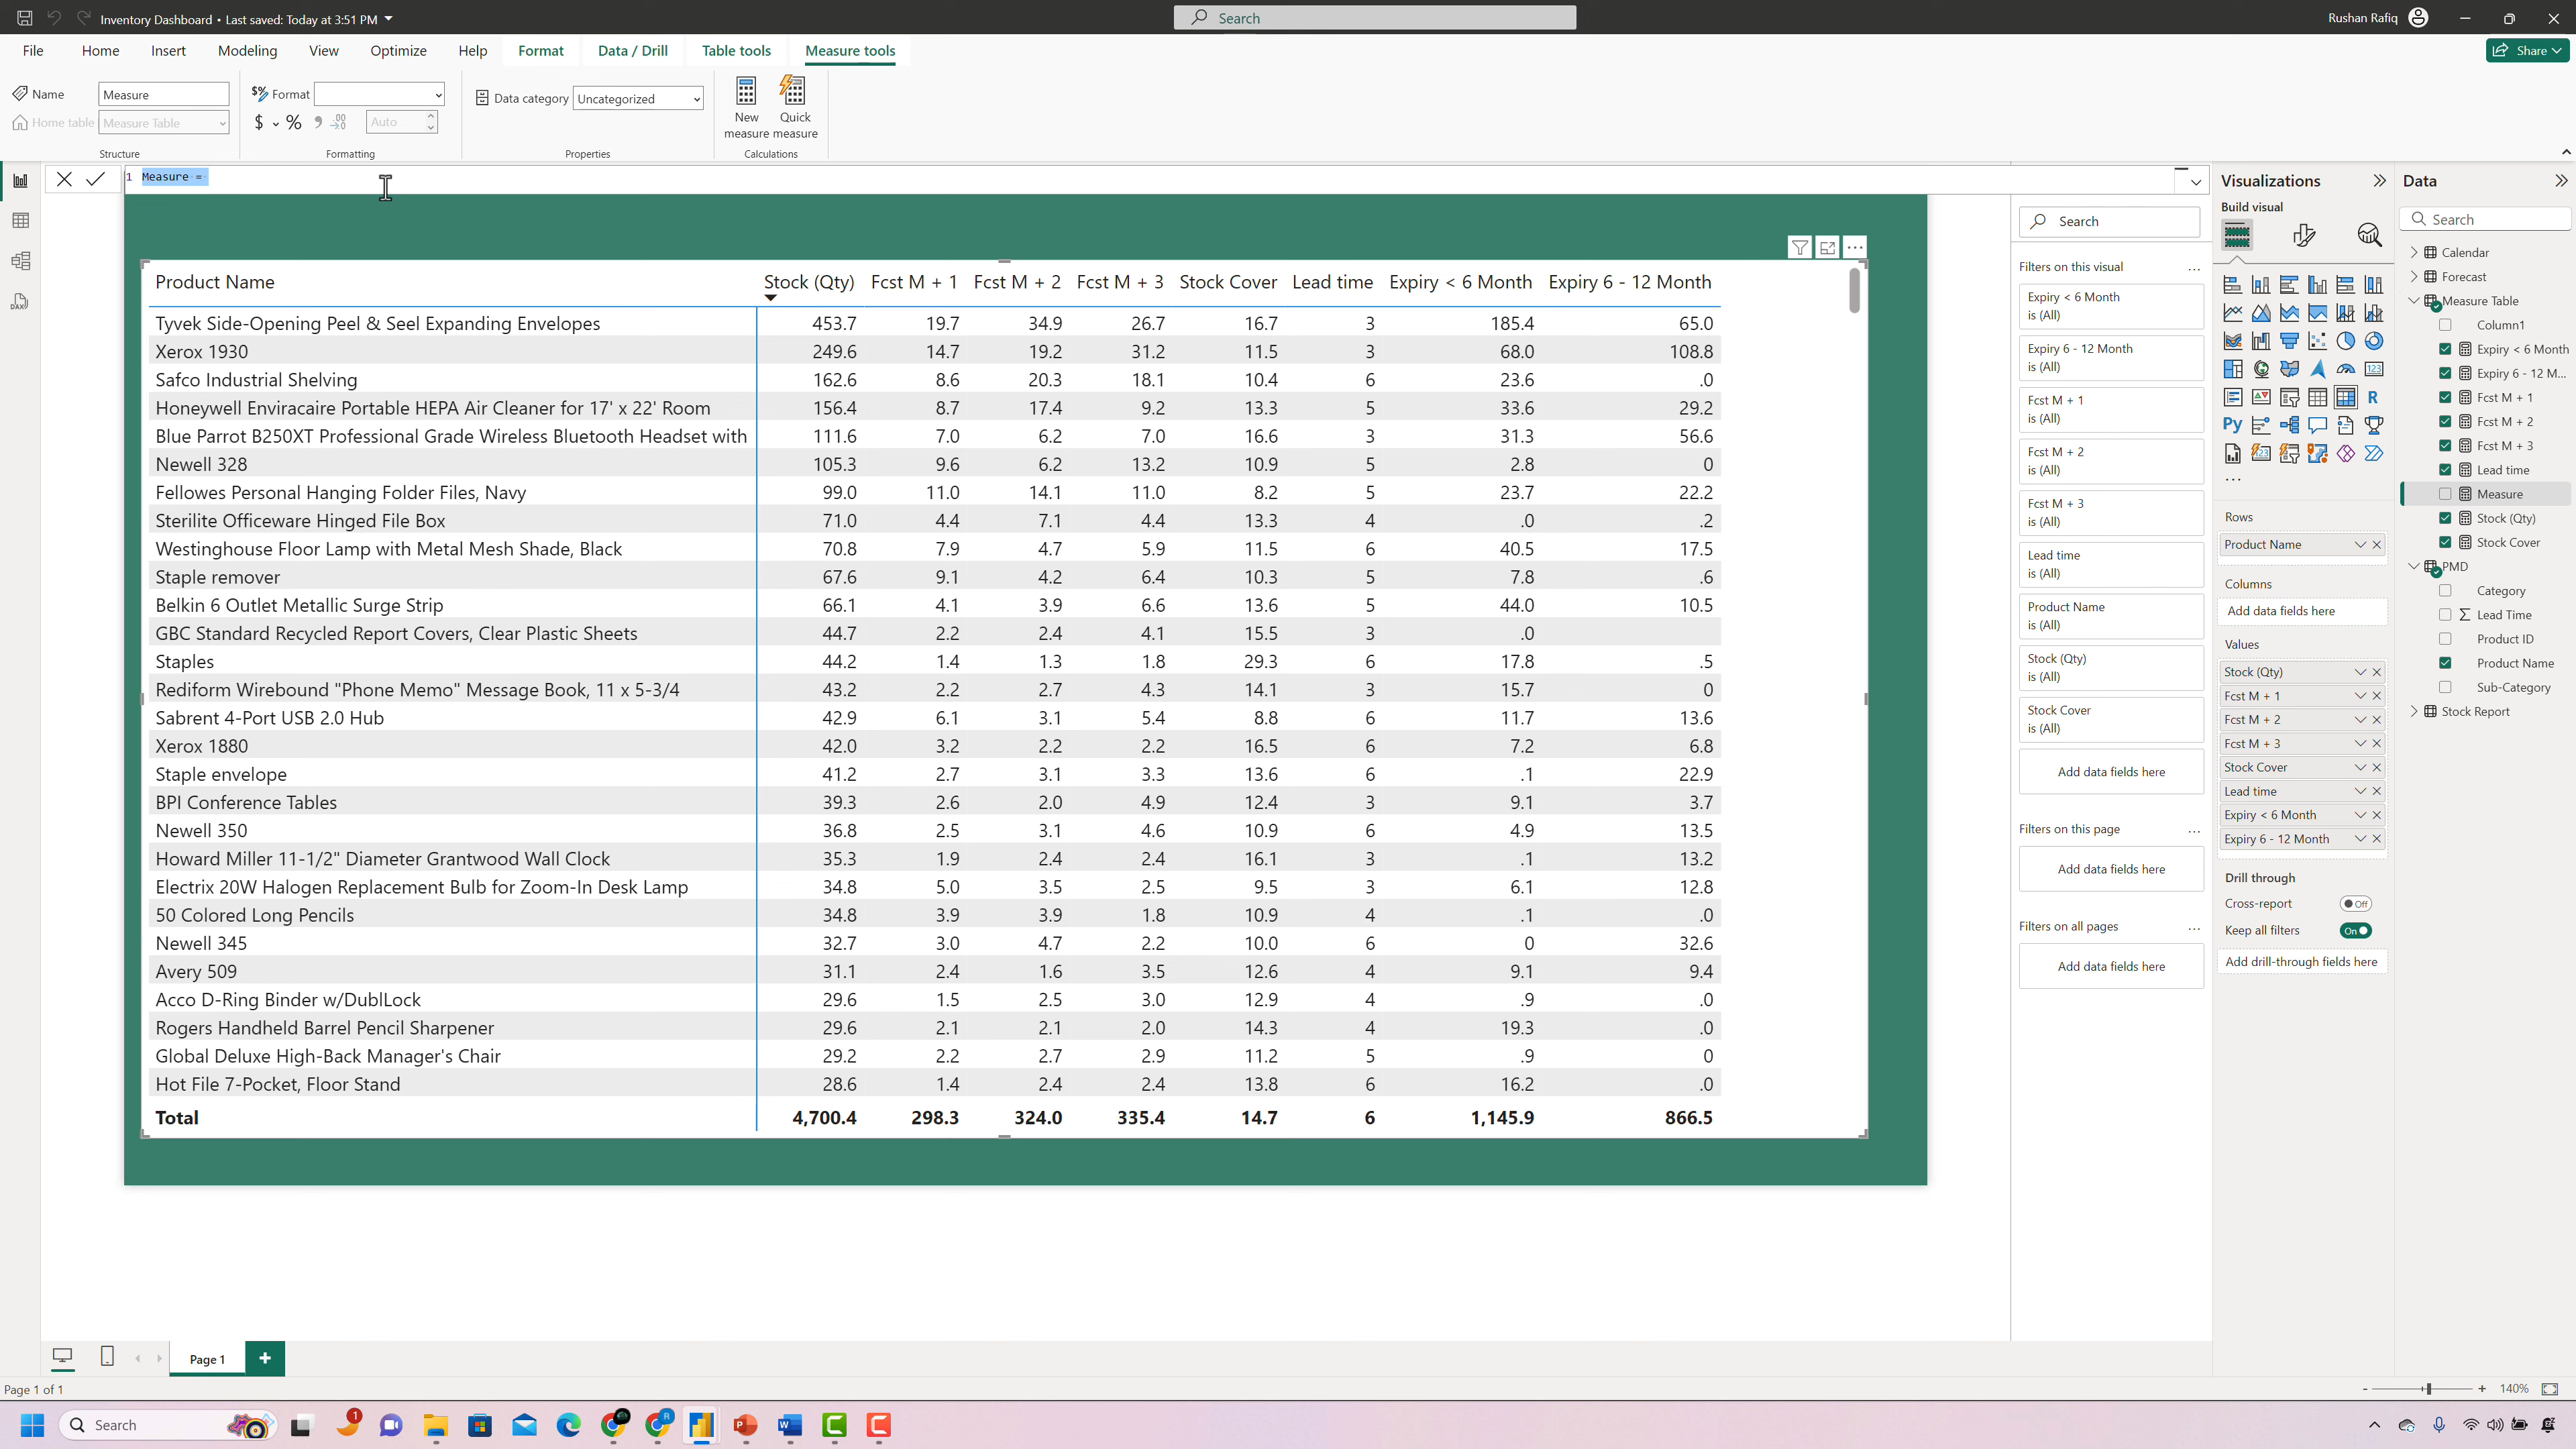 Inventory Dashboard • Last saved: Today at 3:51 PM
Search
Rushan Rafiq
File Home Insert Modeling View Optimize Help Format Data / Drill Table tools Measure tools
Share
Name Measure
Home table Measure Table
Structure
Format
$ % 9 .00 Auto
Formatting
Data category Uncategorized
Properties
New measure
Quick measure
Calculations
1 Measure =
Product Name Stock (Qty) Fcst M + 1 Fcst M + 2 Fcst M + 3 Stock Cover Lead time Expiry < 6 Month Expiry 6 - 12 Month
Tyvek Side-Opening Peel & Seel Expanding Envelopes 453.7 19.7 34.9 26.7 16.7 3 185.4 65.0
Xerox 1930 249.6 14.7 19.2 31.2 11.5 3 68.0 108.8
Safco Industrial Shelving 162.6 8.6 20.3 18.1 10.4 6 23.6 .0
Honeywell Enviracaire Portable HEPA Air Cleaner for 17' x 22' Room 156.4 8.7 17.4 9.2 13.3 5 33.6 29.2
Blue Parrot B250XT Professional Grade Wireless Bluetooth Headset with 111.6 7.0 6.2 7.0 16.6 3 31.3 56.6
Newell 328 105.3 9.6 6.2 13.2 10.9 5 2.8 0
Fellowes Personal Hanging Folder Files, Navy 99.0 11.0 14.1 11.0 8.2 5 23.7 22.2
Sterilite Officeware Hinged File Box 71.0 4.4 7.1 4.4 13.3 4 .0 .2
Westinghouse Floor Lamp with Metal Mesh Shade, Black 70.8 7.9 4.7 5.9 11.5 6 40.5 17.5
Staple remover 67.6 9.1 4.2 6.4 10.3 5 7.8 .6
Belkin 6 Outlet Metallic Surge Strip 66.1 4.1 3.9 6.6 13.6 5 44.0 10.5
GBC Standard Recycled Report Covers, Clear Plastic Sheets 44.7 2.2 2.4 4.1 15.5 3 .0
Staples 44.2 1.4 1.3 1.8 29.3 6 17.8 .5
Rediform Wirebound "Phone Memo" Message Book, 11 x 5-3/4 43.2 2.2 2.7 4.3 14.1 3 15.7 0
Sabrent 4-Port USB 2.0 Hub 42.9 6.1 3.1 5.4 8.8 6 11.7 13.6
Xerox 1880 42.0 3.2 2.2 2.2 16.5 6 7.2 6.8
Staple envelope 41.2 2.7 3.1 3.3 13.6 6 .1 22.9
BPI Conference Tables 39.3 2.6 2.0 4.9 12.4 3 9.1 3.7
Newell 350 36.8 2.5 3.1 4.6 10.9 6 4.9 13.5
Howard Miller 11-1/2" Diameter Grantwood Wall Clock 35.3 1.9 2.4 2.4 16.1 3 .1 13.2
Electrix 20W Halogen Replacement Bulb for Zoom-In Desk Lamp 34.8 5.0 3.5 2.5 9.5 3 6.1 12.8
50 Colored Long Pencils 34.8 3.9 3.9 1.8 10.9 4 .1 .0
Newell 345 32.7 3.0 4.7 2.2 10.0 6 0 32.6
Avery 509 31.1 2.4 1.6 3.5 12.6 4 9.1 9.4
Acco D-Ring Binder w/DublLock 29.6 1.5 2.5 3.0 12.9 4 .9 .0
Rogers Handheld Barrel Pencil Sharpener 29.6 2.1 2.1 2.0 14.3 4 19.3 .0
Global Deluxe High-Back Manager's Chair 29.2 2.2 2.7 2.9 11.2 5 .9 0
Hot File 7-Pocket, Floor Stand 28.6 1.4 2.4 2.4 13.8 6 16.2 .0
Total 4,700.4 298.3 324.0 335.4 14.7 6 1,145.9 866.5
Search
Filters on this visual
Expiry < 6 Month
is (All)
Expiry 6 - 12 Month
is (All)
Fcst M + 1
is (All)
Fcst M + 2
is (All)
Fcst M + 3
is (All)
Lead time
is (All)
Product Name
is (All)
Stock (Qty)
is (All)
Stock Cover
is (All)
Add data fields here
Filters on this page
Add data fields here
Filters on all pages
Add data fields here
Visualizations
Build visual
Rows
Product Name
Columns
Add data fields here
Values
Stock (Qty)
Fcst M + 1
Fcst M + 2
Fcst M + 3
Stock Cover
Lead time
Expiry < 6 Month
Expiry 6 - 12 Month
Drill through
Cross-report Off
Keep all filters On
Add drill-through fields here
Data
Search
Calendar
Forecast
Measure Table
Column1
Expiry < 6 Month
Expiry 6 - 12 M...
Fcst M + 1
Fcst M + 2
Fcst M + 3
Lead time
Measure
Stock (Qty)
Stock Cover
PMD
Category
Lead Time
Product ID
Product Name
Sub-Category
Stock Report
Page 1
Page 1 of 1
140%
Search
1